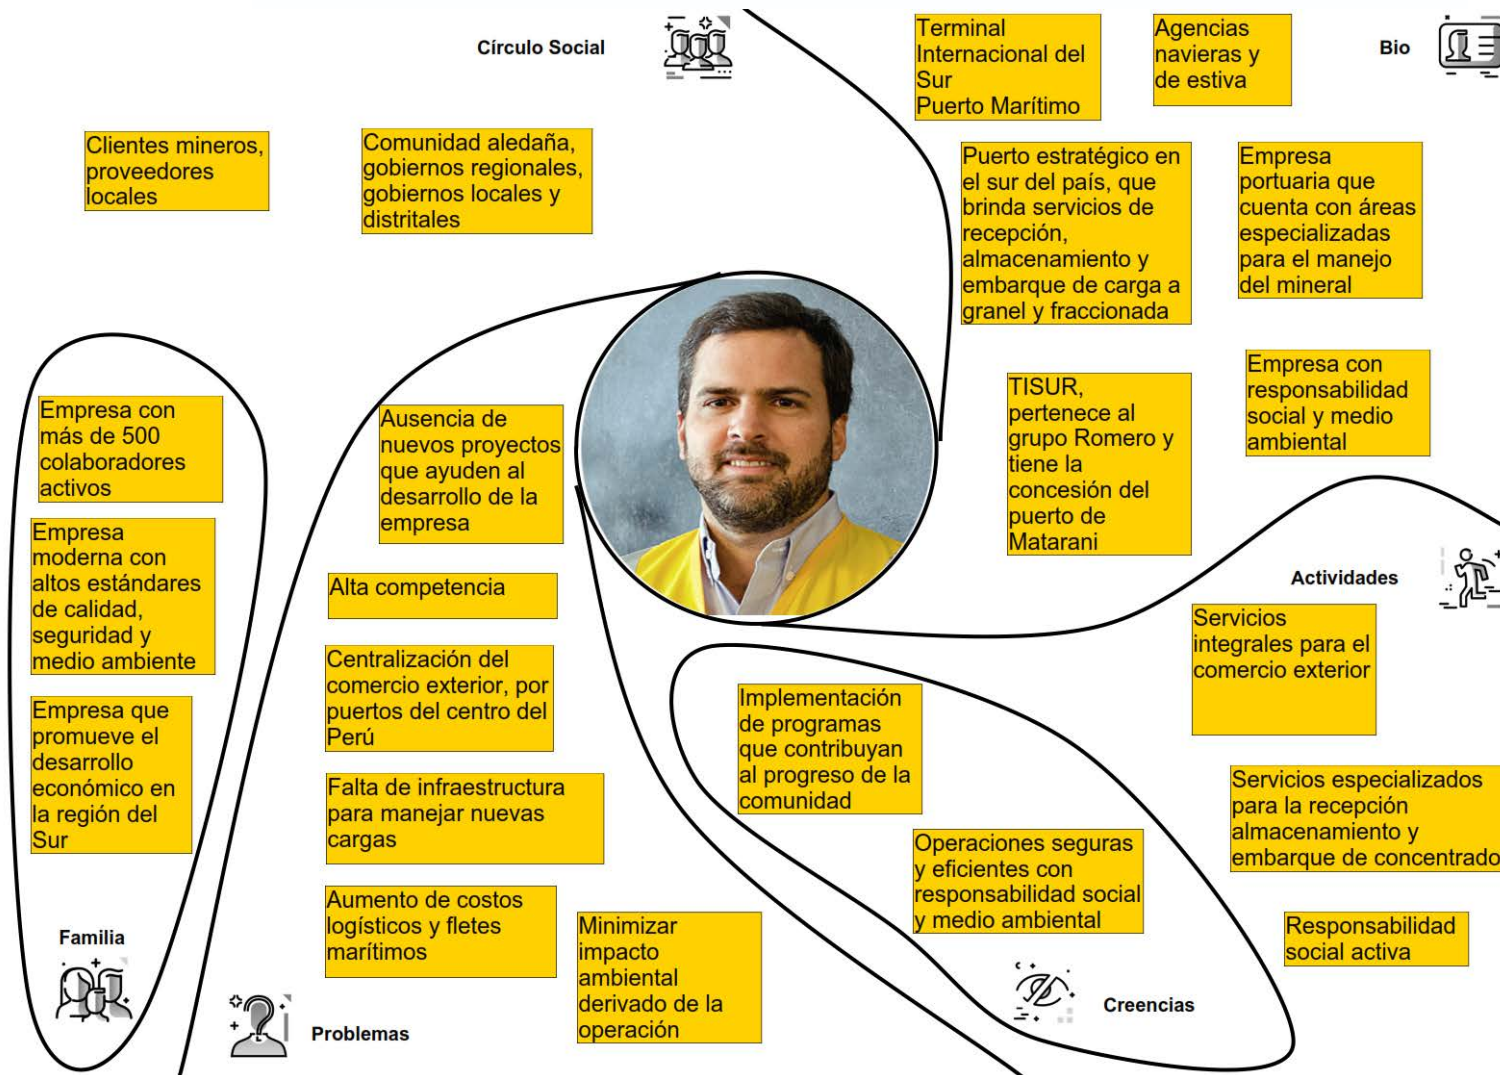 Círculo Social
Clientes mineros,
proveedores
locales
Comunidad aledaña,
gobiernos regionales,
gobiernos locales y
distritales
Terminal
Internacional del
Sur
Puerto Marítimo
Agencias
navieras y
de estiva
Bio
Puerto estratégico en
el sur del país, que
brinda servicios de
recepción,
almacenamiento y
embarque de carga a
granel y fraccionada
Empresa
portuaria que
cuenta con áreas
especializadas
para el manejo
del mineral
TISUR,
pertenece al
grupo Romero y
tiene la
concesión del
puerto de
Matarani
Empresa con
responsabilidad
social y medio
ambiental
Empresa con
más de 500
colaboradores
activos
Empresa
moderna con
altos estándares
de calidad,
seguridad y
medio ambiente
Empresa que
promueve el
desarrollo
económico en
la región del
Sur
Familia
Ausencia de
nuevos proyectos
que ayuden al
desarrollo de la
empresa
Alta competencia
Centralización del
comercio exterior, por
puertos del centro del
Perú
Falta de infraestructura
para manejar nuevas
cargas
Aumento de costos
logísticos y fletes
marítimos
Minimizar
impacto
ambiental
derivado de la
operación
Problemas
Implementación
de programas
que contribuyan
al progreso de la
comunidad
Operaciones seguras
y eficientes con
responsabilidad social
y medio ambiental
Creencias
Actividades
Servicios
integrales para el
comercio exterior
Servicios especializados
para la recepción
almacenamiento y
embarque de concentrado
Responsabilidad
social activa